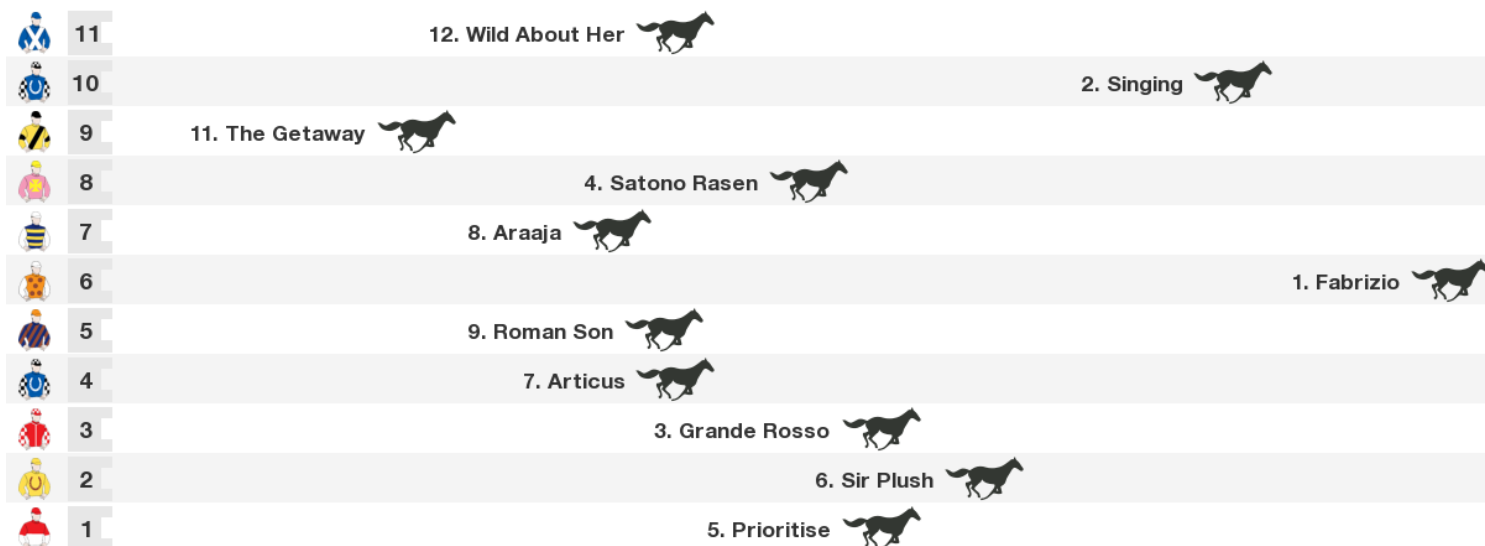 11 12. Wild About Her
10 2. Singing
9 11. The Getaway
8 4. Satono Rasen
7 8. Araaja
6 1. Fabrizio
5 9. Roman Son
4 7. Articus
3 3. Grande Rosso
2 6. Sir Plush
1 5. Prioritise